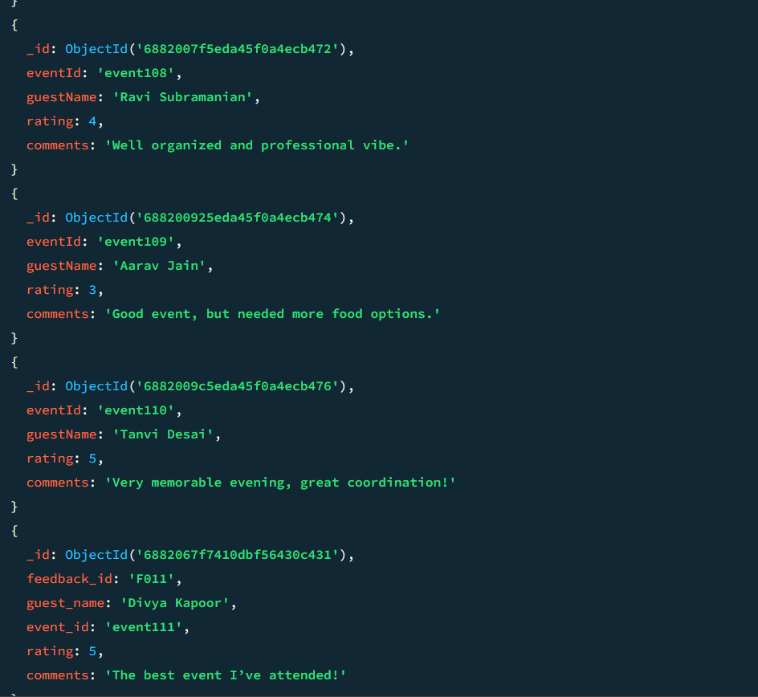 }
{
_id: ObjectId('6882007f5eda45f0a4ecb472'),
eventId: 'event108',
guestName: 'Ravi Subramanian',
rating: 4,
comments: 'Well organized and professional vibe.'
}
{
_id: ObjectId('688200925eda45f0a4ecb474'),
eventId: 'event109',
guestName: 'Aarav Jain',
rating: 3,
comments: 'Good event, but needed more food options.'
}
{
_id: ObjectId('6882009c5eda45f0a4ecb476'),
eventId: 'event110',
guestName: 'Tanvi Desai',
rating: 5,
comments: 'Very memorable evening, great coordination!'
}
{
_id: ObjectId('6882067f7410dbf56430c431'),
feedback_id: 'F011',
guest_name: 'Divya Kapoor',
event_id: 'event111',
rating: 5,
comments: 'The best event I’ve attended!'
}